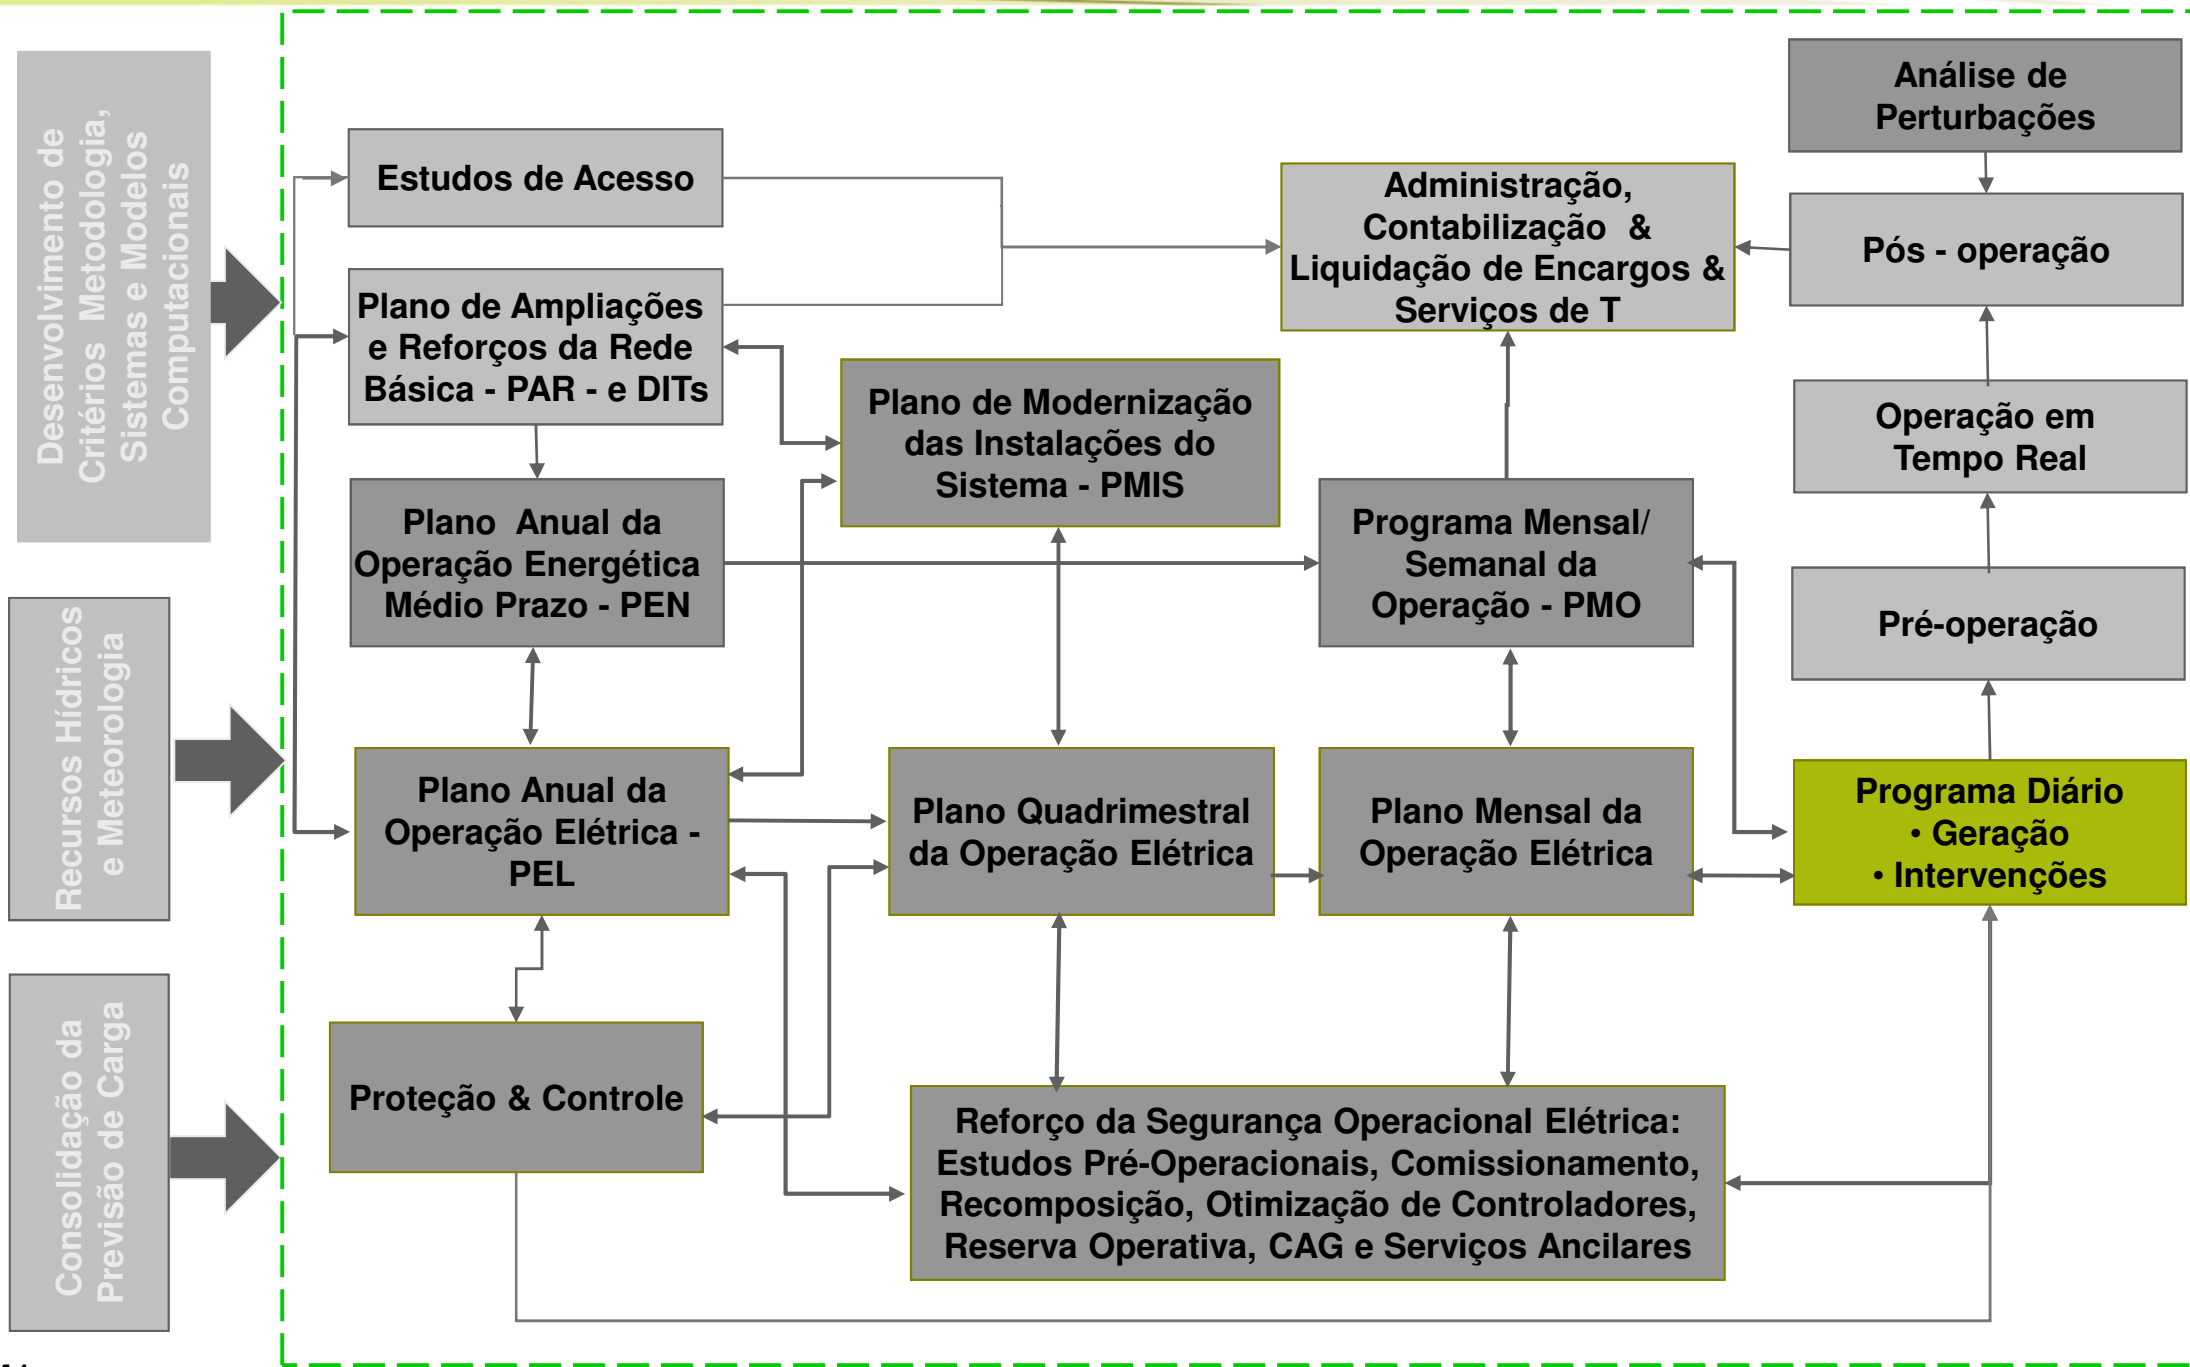 Desenvolvimento de
Critérios Metodologia,
Sistemas e Modelos
Computacionais
Recursos Hídricos
e Meteorologia
Consolidação da
Previsão de Carga
Estudos de Acesso
Plano de Ampliações
e Reforços da Rede
Básica - PAR - e DITs
Plano Anual da
Operação Energética
Médio Prazo - PEN
Plano Anual da
Operação Elétrica -
PEL
Proteção & Controle
Plano de Modernização
das Instalações do
Sistema - PMIS
Plano Quadrimestral
da Operação Elétrica
Administração,
Contabilização &
Liquidação de Encargos &
Serviços de T
Programa Mensal/
Semanal da
Operação - PMO
Plano Mensal da
Operação Elétrica
Reforço da Segurança Operacional Elétrica:
Estudos Pré-Operacionais, Comissionamento,
Recomposição, Otimização de Controladores,
Reserva Operativa, CAG e Serviços Ancilares
Análise de
Perturbações
Pós - operação
Operação em
Tempo Real
Pré-operação
Programa Diário
• Geração
• Intervenções